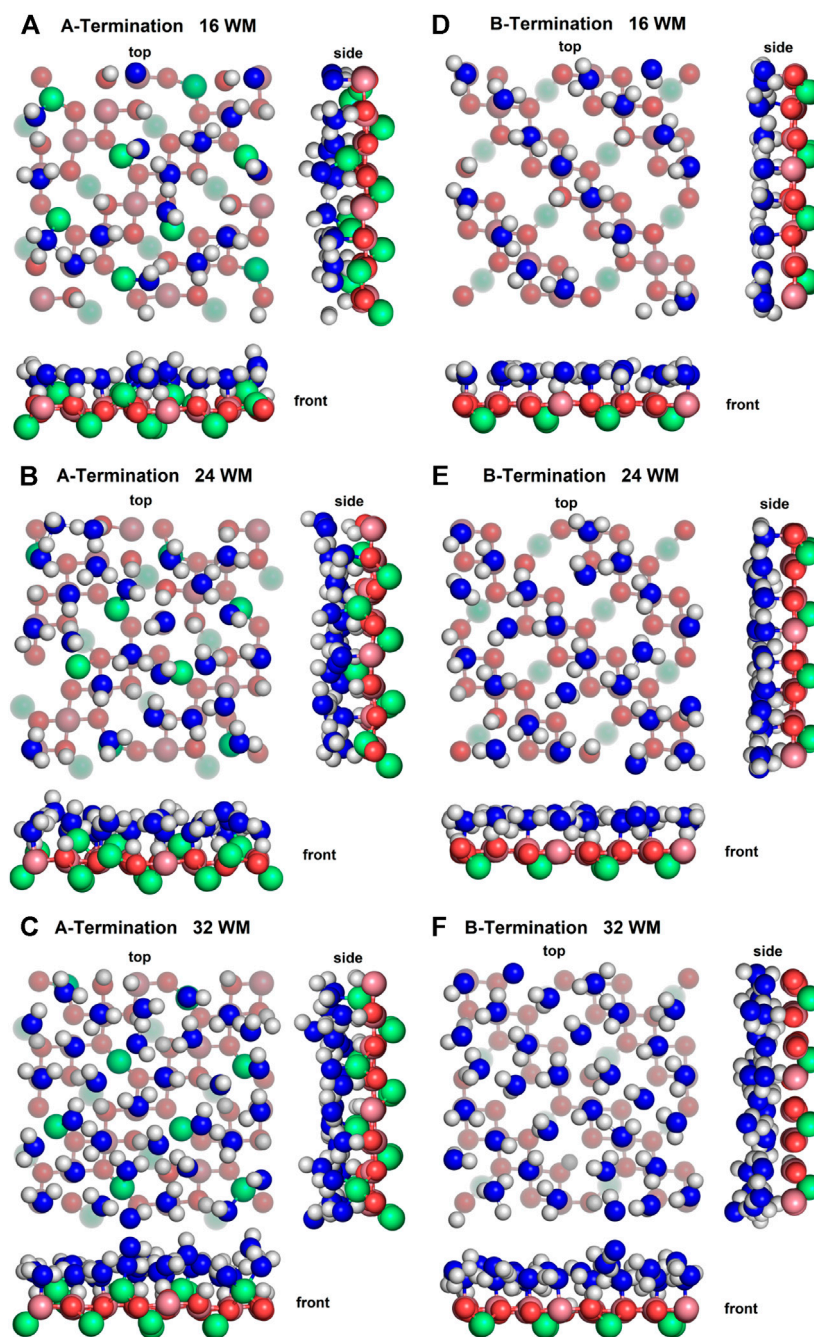 A A-Termination 16 WM
top
side
front
B A-Termination 24 WM
top
side
front
C A-Termination 32 WM
top
side
front
D B-Termination 16 WM
top
side
front
E B-Termination 24 WM
top
side
front
F B-Termination 32 WM
top
side
front